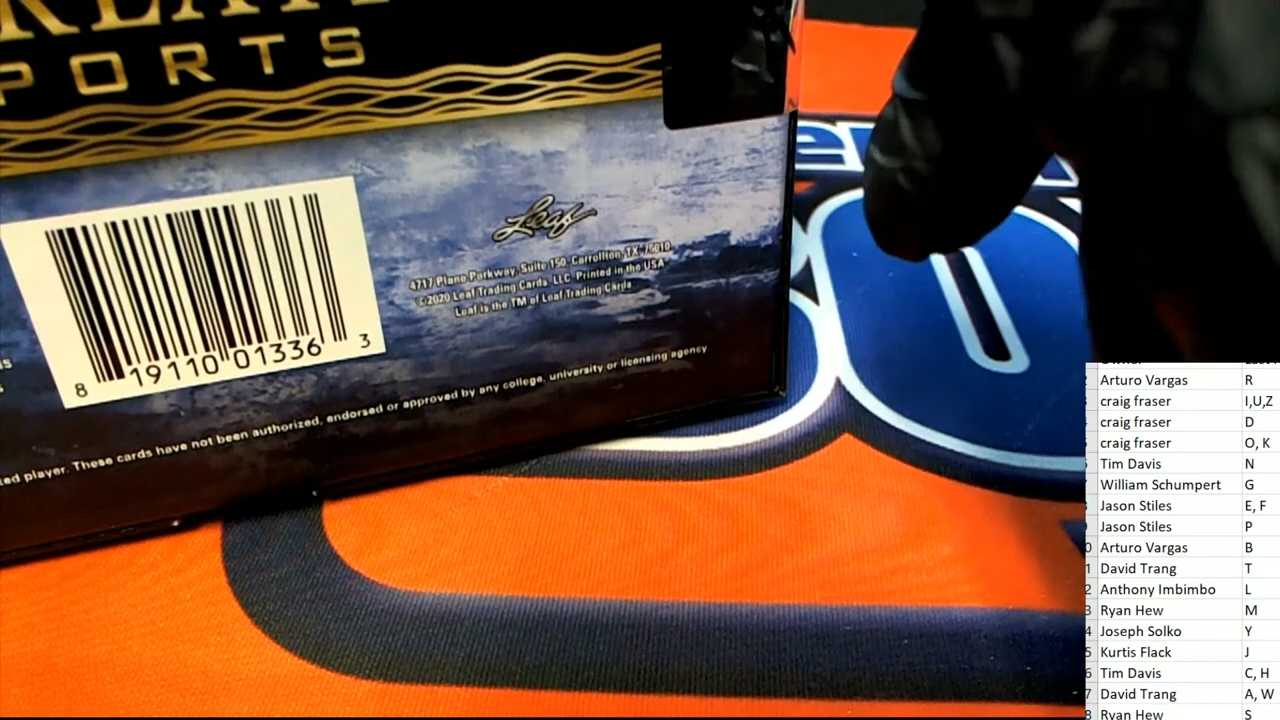 PORTS
Leaf
4717 Plano Parkway, Suite 150 Carrollton, TX 75010
©2020 Leaf Trading Cards, LLC Printed in the USA
Leaf is the TM of Leaf Trading Cards
8 19110 01336 3
ted player. These cards have not been authorized, endorsed or approved by any college, university or licensing agency
Arturo Vargas R
craig fraser I,U,Z
craig fraser D
craig fraser O, K
Tim Davis N
William Schumpert G
Jason Stiles E, F
Jason Stiles P
Arturo Vargas B
David Trang T
Anthony Imbimbo L
Ryan Hew M
Joseph Solko Y
Kurtis Flack J
Tim Davis C, H
David Trang A, W
Ryan Hew S